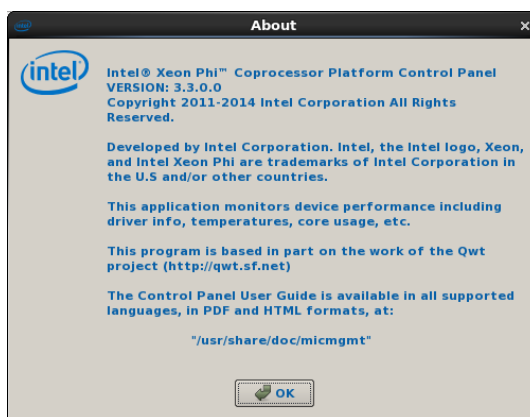 About
intel
Intel® Xeon Phi™ Coprocessor Platform Control Panel
VERSION: 3.3.0.0
Copyright 2011-2014 Intel Corporation All Rights
Reserved.
Developed by Intel Corporation. Intel, the Intel logo, Xeon,
and Intel Xeon Phi are trademarks of Intel Corporation in
the U.S and/or other countries.
This application monitors device performance including
driver info, temperatures, core usage, etc.
This program is based in part on the work of the Qwt
project (http://qwt.sf.net)
The Control Panel User Guide is available in all supported
languages, in PDF and HTML formats, at:
"/usr/share/doc/micmgmt"
OK